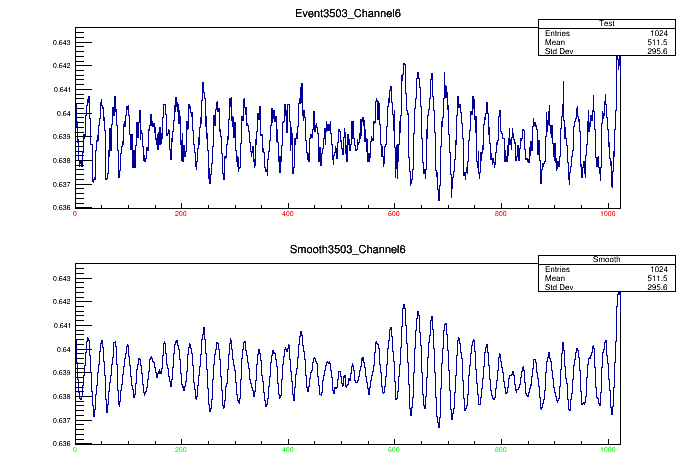 Event3503_Channel6
Test
Entries 1024
Mean 511.5
Std Dev 295.6
0.643
0.642
0.641
0.64
0.639
0.638
0.637
0.636
0 200 400 600 800 1000
Smooth3503_Channel6
Smooth
Entries 1024
Mean 511.5
Std Dev 295.6
0.643
0.642
0.641
0.64
0.639
0.638
0.637
0.636
0 200 400 600 800 1000